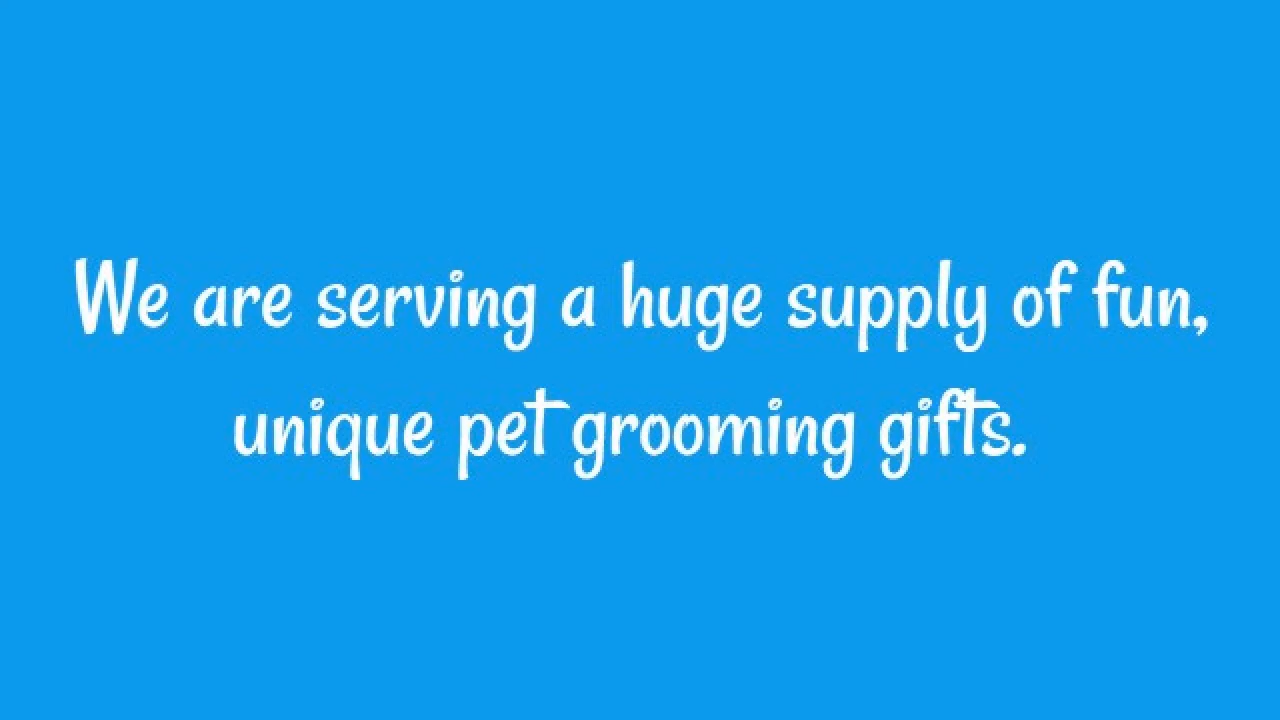 We are serving a huge supply of fun,
unique pet grooming gifts.